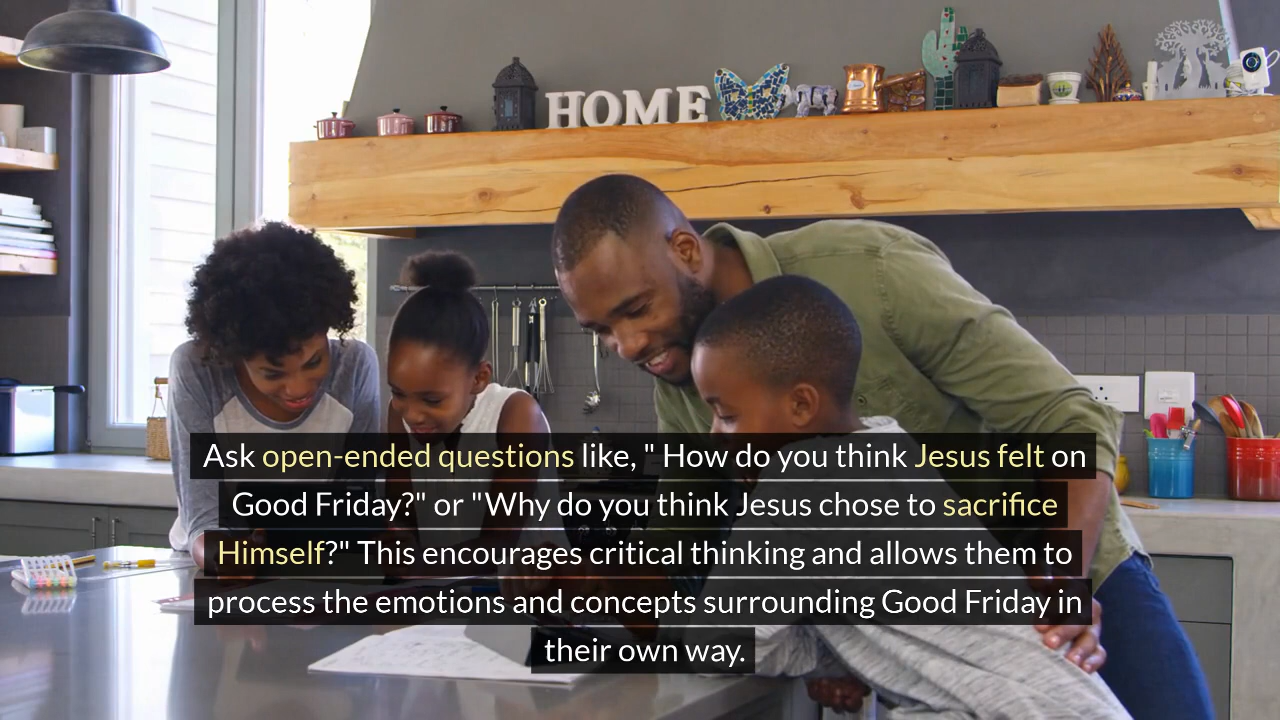 HOME
Ask open-ended questions like, " How do you think Jesus felt on
Good Friday?" or "Why do you think Jesus chose to sacrifice
Himself?" This encourages critical thinking and allows them to
process the emotions and concepts surrounding Good Friday in
their own way.